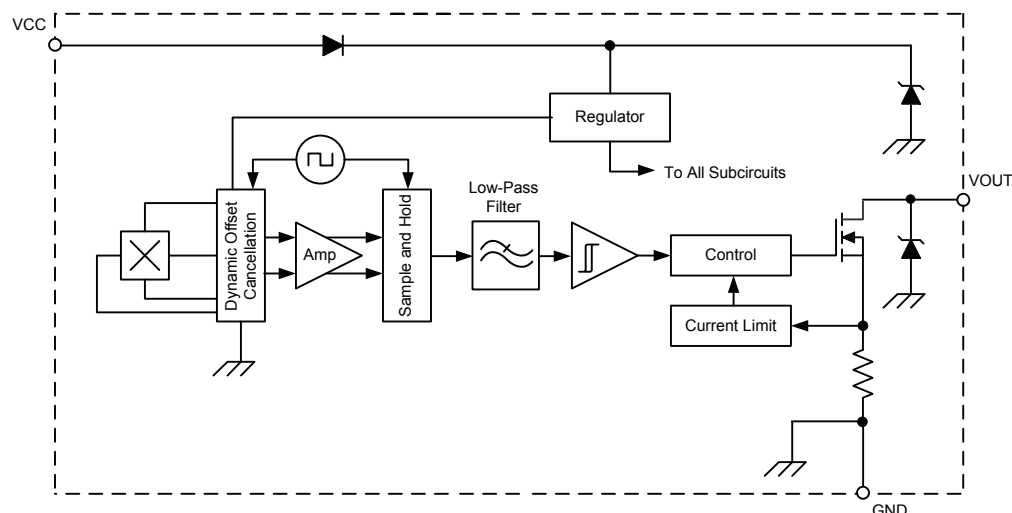 VCC
Regulator
To All Subcircuits
VOUT
Low-Pass
Filter
Dynamic Offset
Cancellation
Amp
Sample and Hold
Control
Current Limit
GND